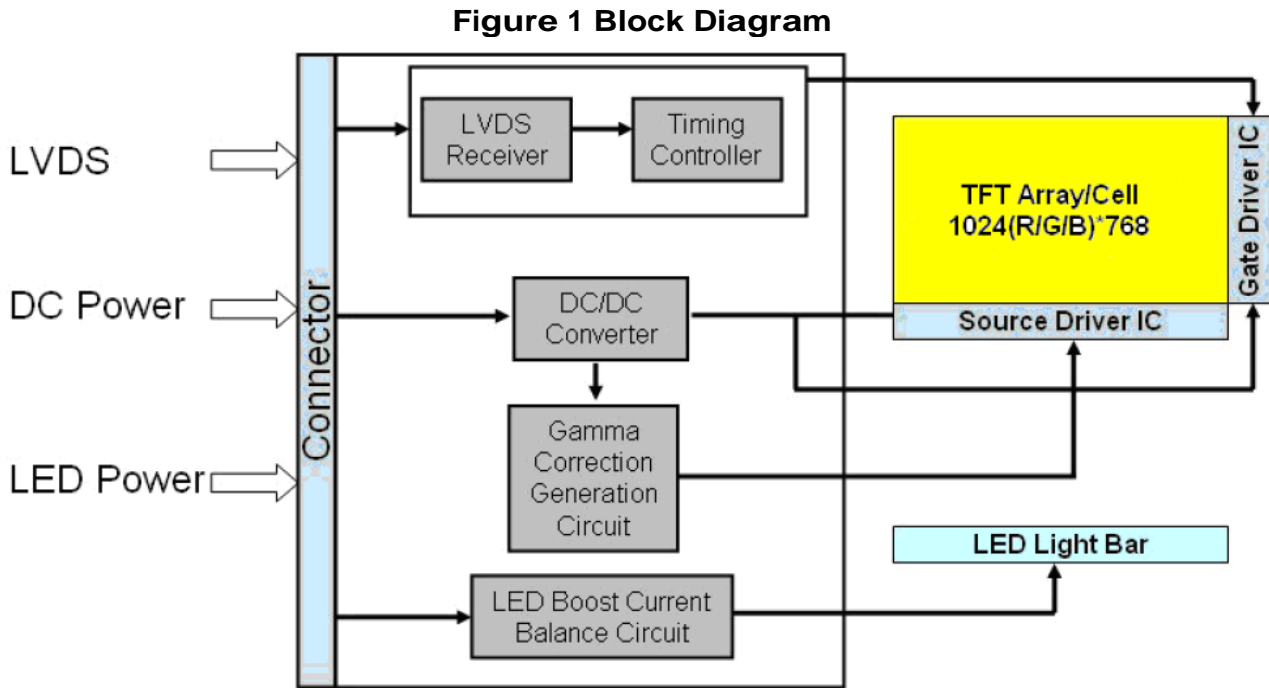 Figure 1 Block Diagram
LVDS
DC Power
LED Power
Connector
LVDS
Receiver
Timing
Controller
DC/DC
Converter
Gamma
Correction
Generation
Circuit
LED Boost Current
Balance Circuit
TFT Array/Cell
1024(R/G/B)*768
Gate Driver IC
Source Driver IC
LED Light Bar